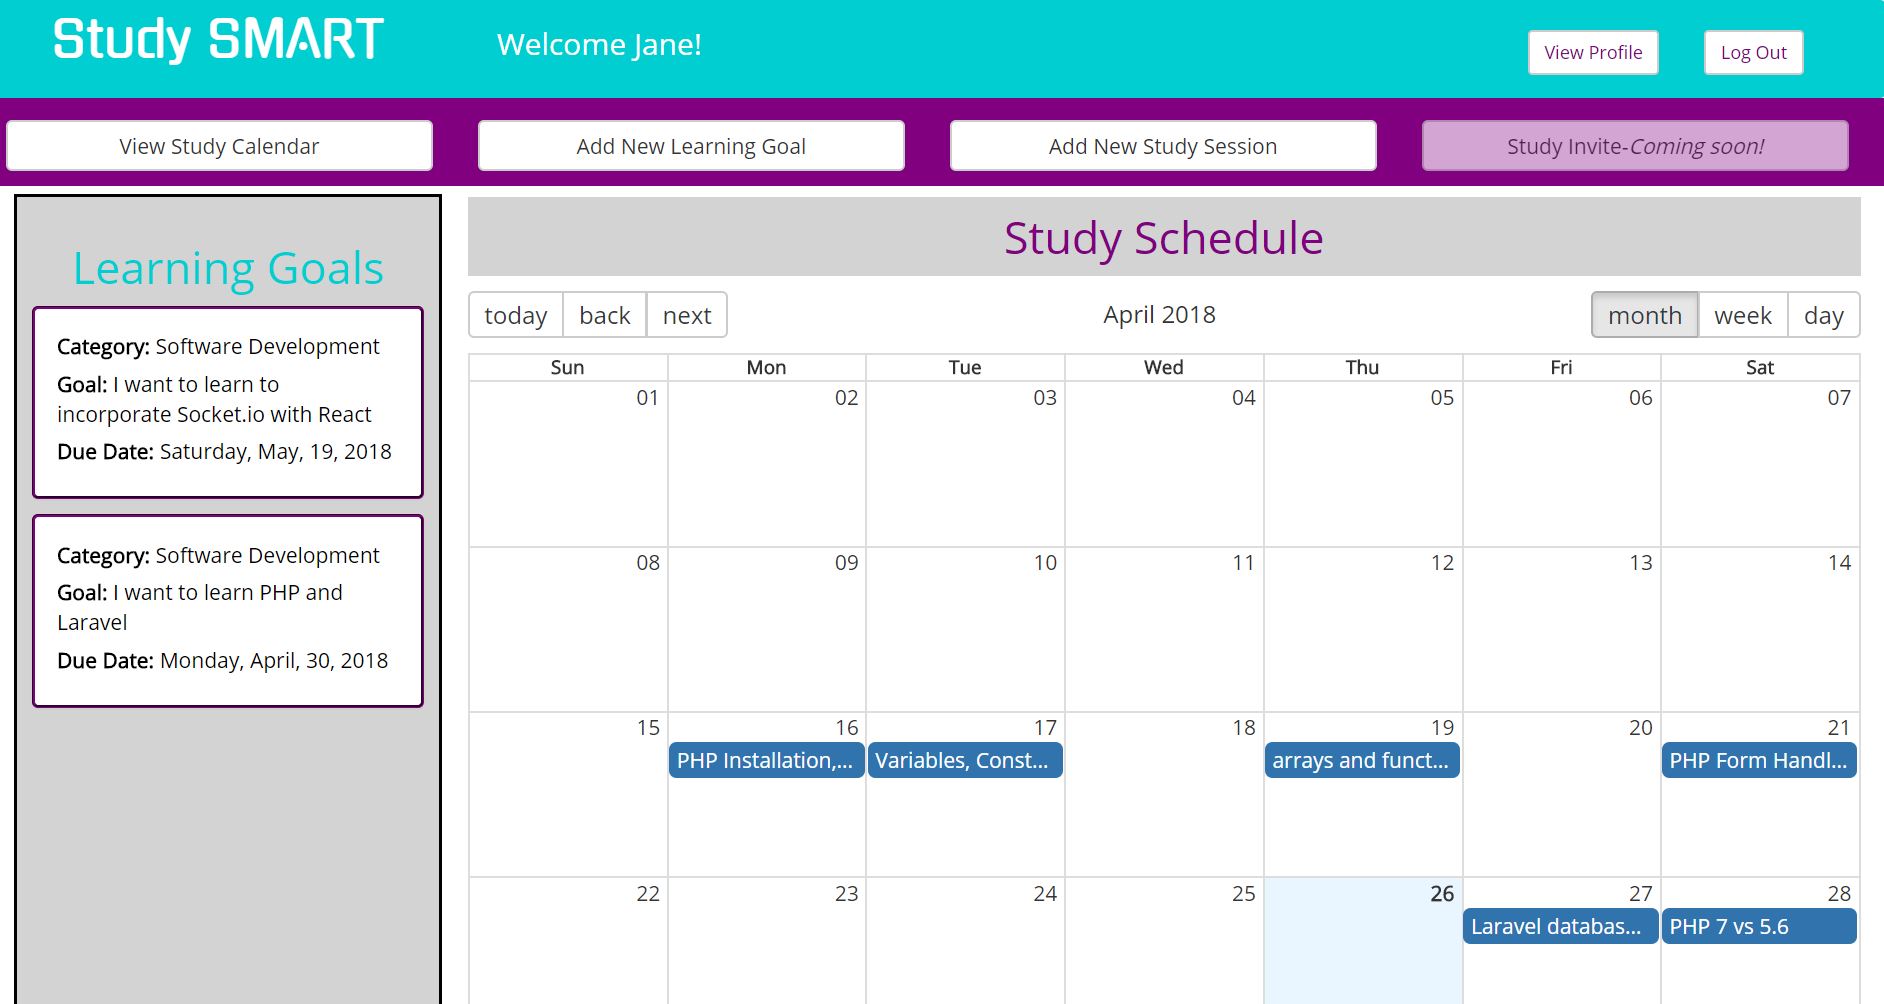 Study SMART
Welcome Jane!
View Profile
Log Out
View Study Calendar
Add New Learning Goal
Add New Study Session
Study Invite-Coming soon!
Learning Goals
Category: Software Development
Goal: I want to learn to
incorporate Socket.io with React
Due Date: Saturday, May, 19, 2018
Category: Software Development
Goal: I want to learn PHP and
Laravel
Due Date: Monday, April, 30, 2018
Study Schedule
today back next
April 2018
month week day
Sun Mon Tue Wed Thu Fri Sat
01 02 03 04 05 06 07
08 09 10 11 12 13 14
15 16 17 18 19 20 21
PHP Installation,... Variables, Const... arrays and funct... PHP Form Handl...
22 23 24 25 26 27 28
Laravel databas... PHP 7 vs 5.6